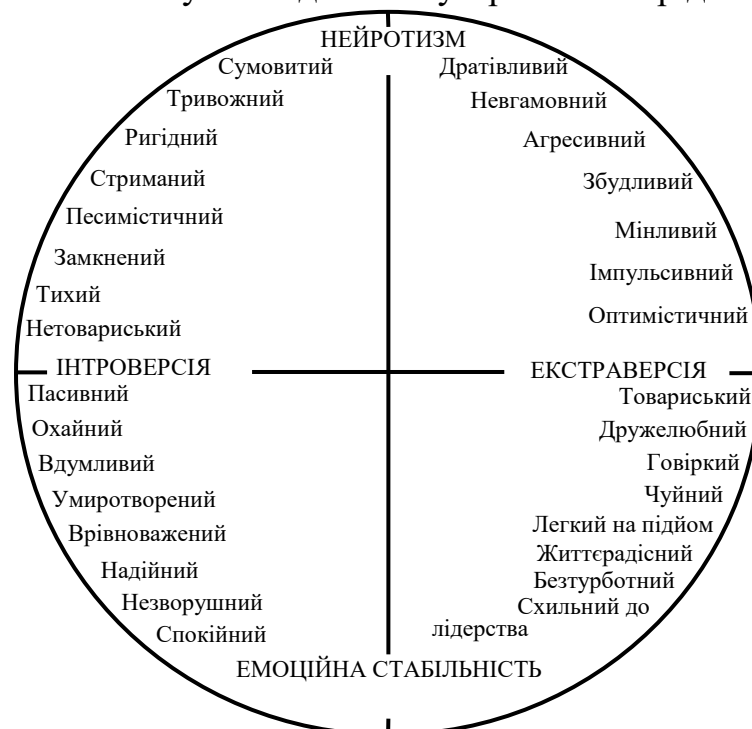 НЕЙРОТИЗМ
Сумовитий
Дратівливий
Тривожний
Невгамовний
Ригідний
Агресивний
Стриманий
Збудливий
Песимістичний
Мінливий
Замкнений
Імпульсивний
Тихий
Оптимістичний
Нетовариський
ІНТРОВЕРСІЯ
ЕКСТРАВЕРСІЯ
Пасивний
Товариський
Охайний
Дружелюбний
Вдумливий
Говіркий
Умиротворений
Чуйний
Врівноважений
Легкий на підйом
Життєрадісний
Надійний
Безтурботний
Незворушний
Схильний до
лідерства
Спокійний
ЕМОЦІЙНА СТАБІЛЬНІСТЬ